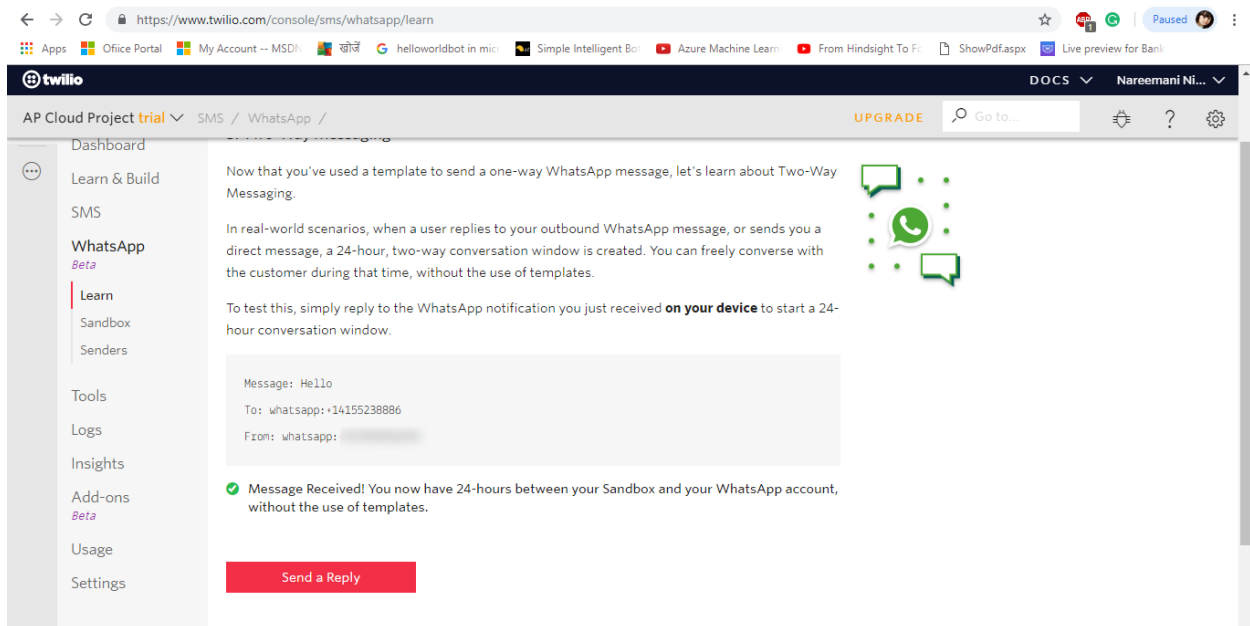 https://www.twilio.com/console/sms/whatsapp/learn
Paused
Apps
Ofiice Portal
My Account -- MSDN
खोजें
helloworldbot in micr
Simple Intelligent Bot
Azure Machine Learn
From Hindsight To Fo
ShowPdf.aspx
Live preview for Bank
1
twilio
DOCS
Nareemani Ni...
AP Cloud Project trial
SMS / WhatsApp /
UPGRADE
Go to...
Dashboard
Learn & Build
SMS
WhatsApp
Beta
Learn
Sandbox
Senders
Tools
Logs
Insights
Add-ons
Beta
Usage
Settings
Two-Way Messaging
Now that you've used a template to send a one-way WhatsApp message, let's learn about Two-Way
Messaging.
In real-world scenarios, when a user replies to your outbound WhatsApp message, or sends you a
direct message, a 24-hour, two-way conversation window is created. You can freely converse with
the customer during that time, without the use of templates.
To test this, simply reply to the WhatsApp notification you just received on your device to start a 24-
hour conversation window.
Message: Hello
To: whatsapp:+14155238886
From: whatsapp:
Message Received! You now have 24-hours between your Sandbox and your WhatsApp account,
without the use of templates.
Send a Reply